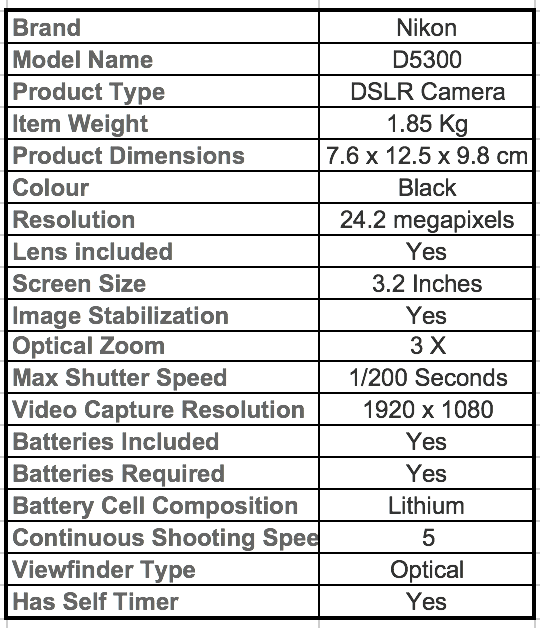 Brand Nikon
Model Name D5300
Product Type DSLR Camera
Item Weight 1.85 Kg
Product Dimensions 7.6 x 12.5 x 9.8 cm
Colour Black
Resolution 24.2 megapixels
Lens included Yes
Screen Size 3.2 Inches
Image Stabilization Yes
Optical Zoom 3 X
Max Shutter Speed 1/200 Seconds
Video Capture Resolution 1920 x 1080
Batteries Included Yes
Batteries Required Yes
Battery Cell Composition Lithium
Continuous Shooting Spee 5
Viewfinder Type Optical
Has Self Timer Yes